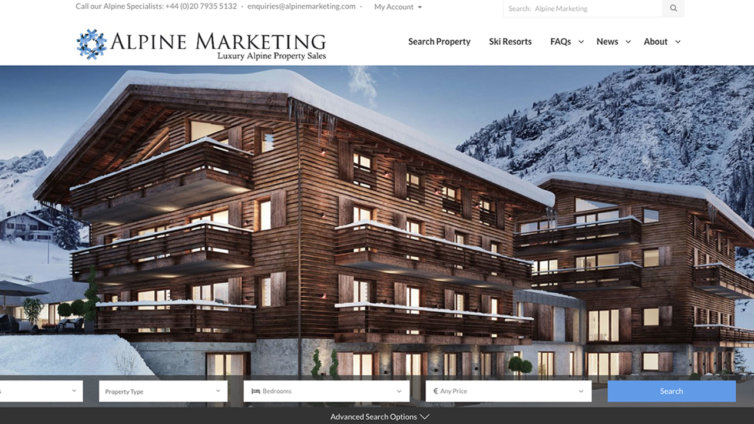 Call our Alpine Specialists: +44 (0)20 7935 5132 - enquiries@alpinemarketing.com - My Account
Search: Alpine Marketing
ALPINE MARKETING
Luxury Alpine Property Sales
Search Property Ski Resorts FAQs News About
Property Type
Bedrooms
€ Any Price
Search
Advanced Search Options